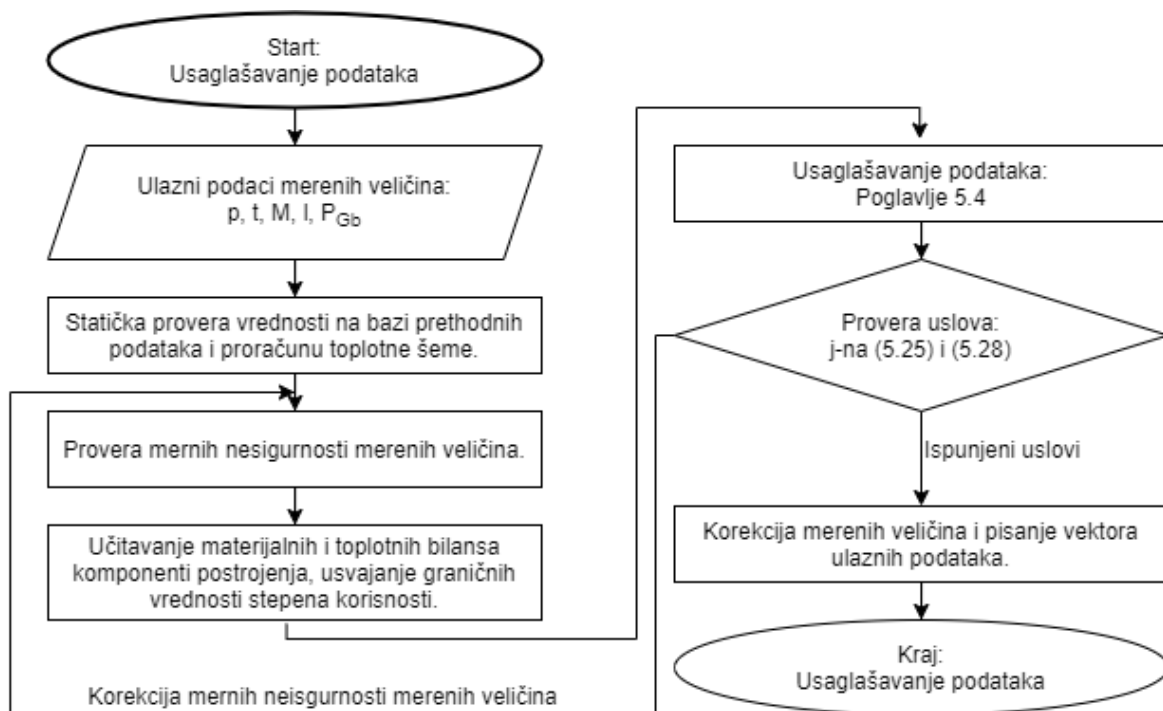 Start:
Usaglašavanje podataka
Ulazni podaci merenih veličina:
p, t, M, I, P_Gb
Statička provera vrednosti na bazi prethodnih
podataka i proračunu toplotne šeme.
Provera mernih nesigurnosti merenih veličina.
Učitavanje materijalnih i toplotnih bilansa
komponenti postrojenja, usvajanje graničnih
vrednosti stepena korisnosti.
Korekcija mernih neisgurnosti merenih veličina
Usaglašavanje podataka:
Poglavlje 5.4
Provera uslova:
j-na (5.25) i (5.28)
Ispunjeni uslovi
Korekcija merenih veličina i pisanje vektora
ulaznih podataka.
Kraj:
Usaglašavanje podataka